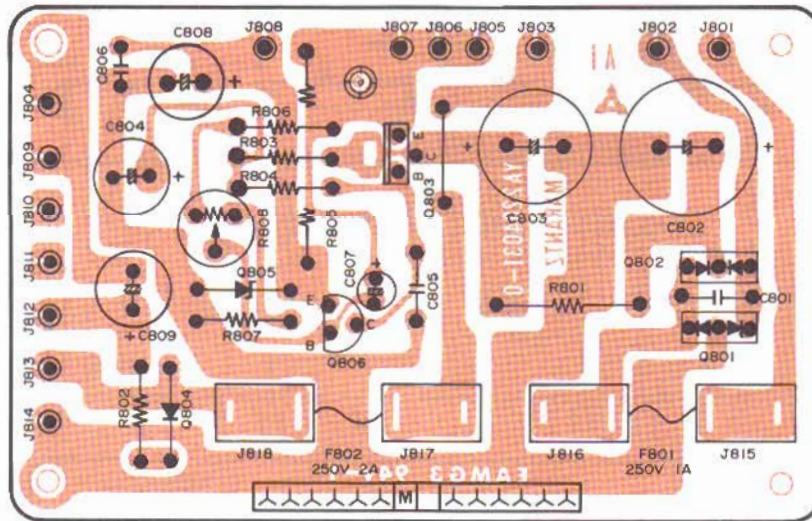 C808
J808
J807
J806
J805
J803
J802
J801
C806
A1
J804
C804
R806
R803
R804
E
C
B
Q803
C803
C802
J809
J810
R808
R805
MARANTZ
J811
Q805
C807
C805
Q802
J812
E
C
B
R801
C801
C809
R807
Q806
Q801
J813
R802
Q804
J814
J818
F802
250V 2A
J817
J816
F801
250V 1A
J815
M